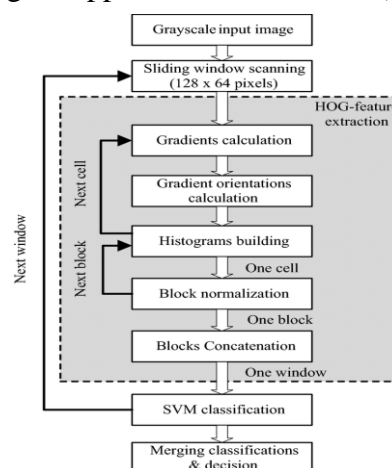 Grayscale input image
Sliding window scanning
(128 x 64 pixels)
HOG-featur
extraction
Gradients calculation
Next cell
Gradient orientations
calculation
Next window
Histograms building
One cell
Next block
Block normalization
One block
Blocks Concatenation
One window
SVM classification
Merging classifications
& decision